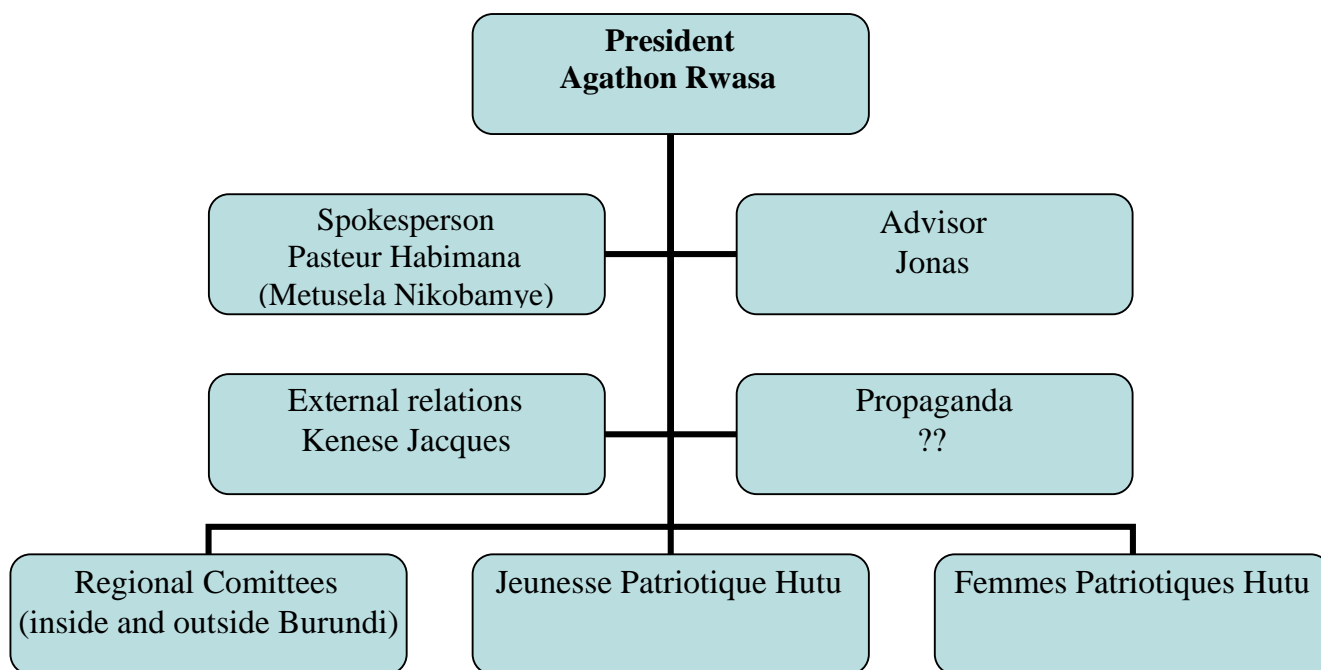 President
Agathon Rwasa
Spokesperson
Pasteur Habimana
(Metusela Nikobamye)
Advisor
Jonas
External relations
Kenese Jacques
Propaganda
??
Regional Comittees
(inside and outside Burundi)
Jeunesse Patriotique Hutu
Femmes Patriotiques Hutu